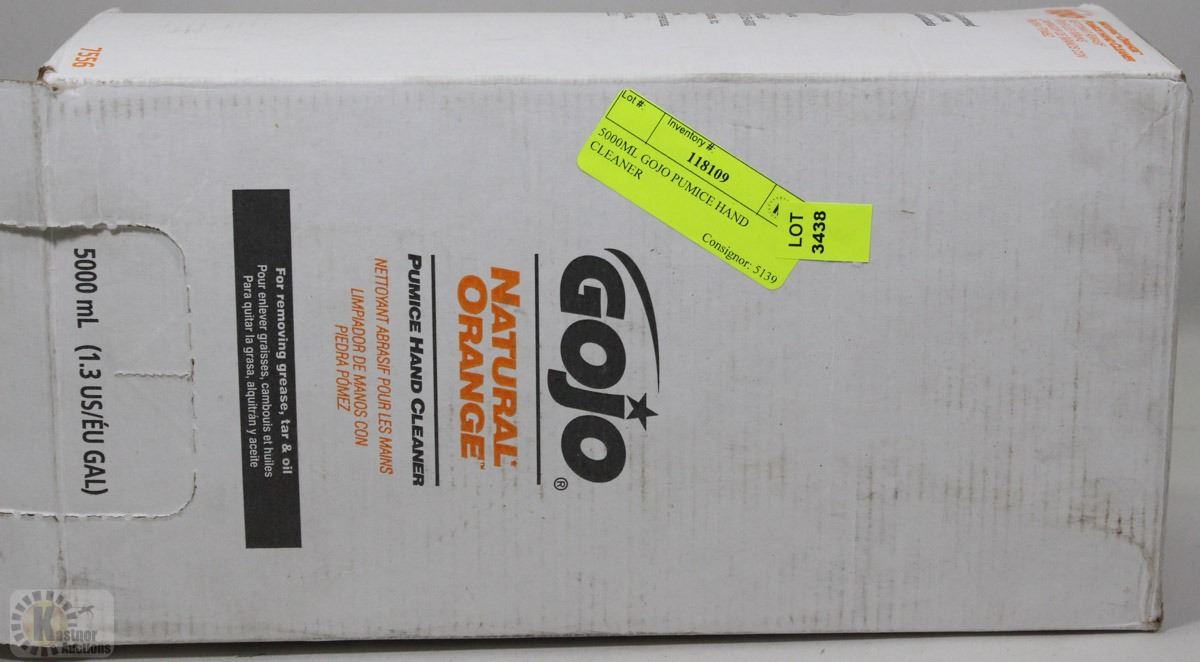 7556
GOJO®
NATURAL*
ORANGE™
PUMICE HAND CLEANER
NETTOYANT ABRASIF POUR LES MAINS
LIMPIADOR DE MANOS CON
PIEDRA PÓMEZ
For removing grease, tar & oil
Pour enlever graisses, cambouis et huiles
Para quitar la grasa, alquitrán y aceite
5000 mL (1.3 US/ÉU GAL)
Lot #:
Inventory #:
118109
5000ML GOJO PUMICE HAND
CLEANER
Consignor: 5139
LOT
3438
Kastner
Auctions